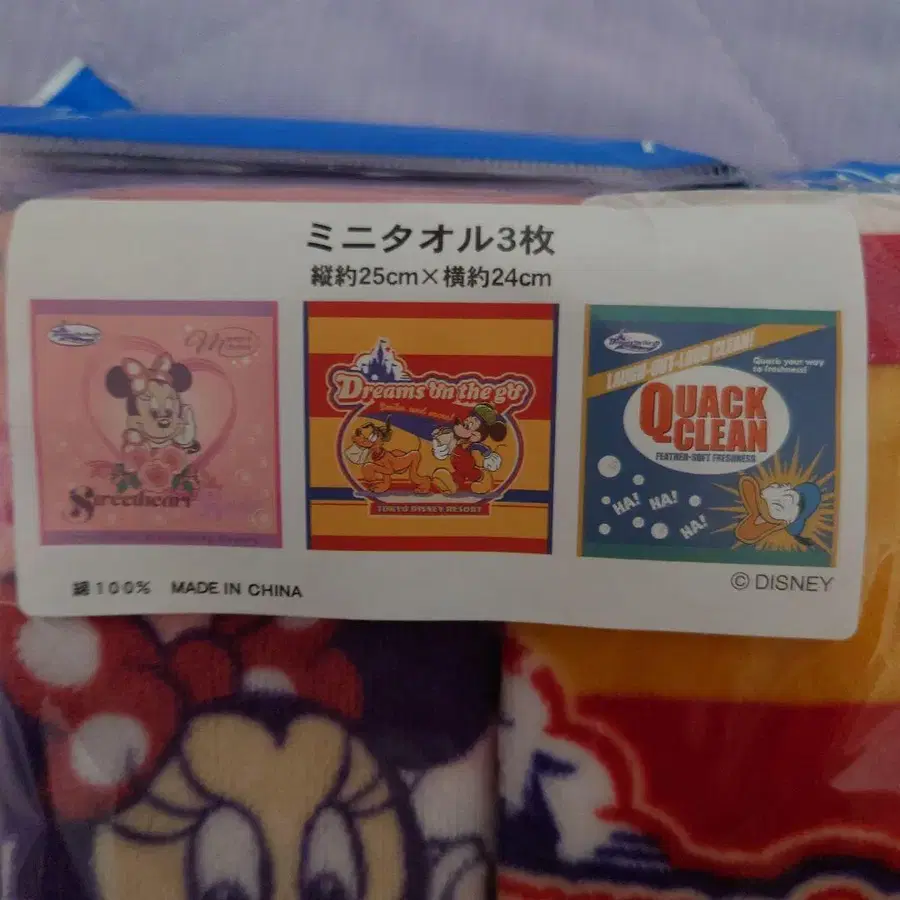 ミニタオル3枚
縦約25cm×横約24cm
Sweetheart
Dreams on the go
TOKYO DISNEY RESORT
LAUGH-OUT-LOUD CLEAN!
Quack your way
to freshness!
QUACK
CLEAN
FEATHER-SOFT FRESHNESS
HA! HA!
HA!
綿100% MADE IN CHINA
© DISNEY